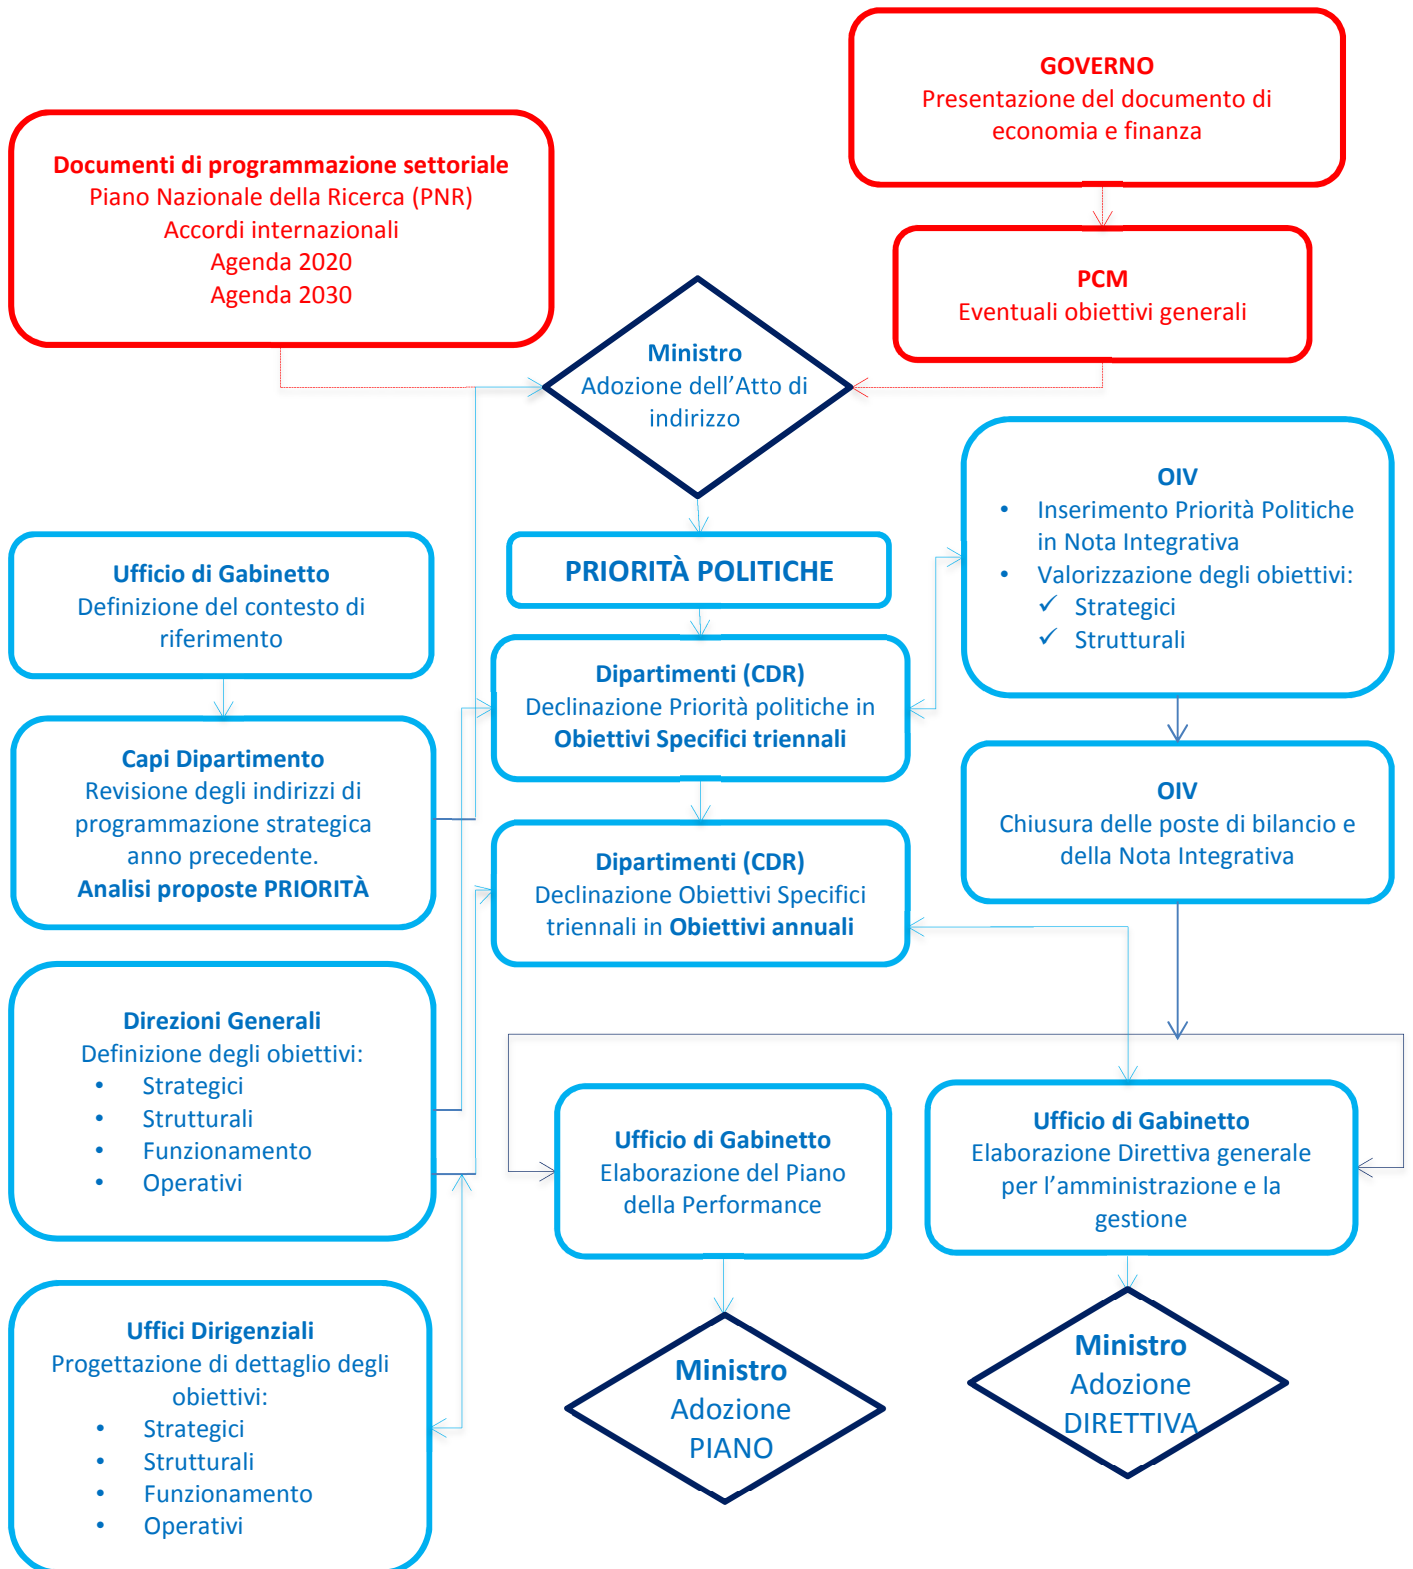 GOVERNO
Presentazione del documento di
economia e finanza
Documenti di programmazione settoriale
Piano Nazionale della Ricerca (PNR)
Accordi internazionali
Agenda 2020
Agenda 2030
PCM
Eventuali obiettivi generali
Ministro
Adozione dell’Atto di
indirizzo
OIV
• Inserimento Priorità Politiche
in Nota Integrativa
• Valorizzazione degli obiettivi:
✓ Strategici
✓ Strutturali
Ufficio di Gabinetto
Definizione del contesto di
riferimento
PRIORITÀ POLITICHE
Dipartimenti (CDR)
Declinazione Priorità politiche in
Obiettivi Specifici triennali
Capi Dipartimento
Revisione degli indirizzi di
programmazione strategica
anno precedente.
Analisi proposte PRIORITÀ
OIV
Chiusura delle poste di bilancio e
della Nota Integrativa
Dipartimenti (CDR)
Declinazione Obiettivi Specifici
triennali in Obiettivi annuali
Direzioni Generali
Definizione degli obiettivi:
• Strategici
• Strutturali
• Funzionamento
• Operativi
Ufficio di Gabinetto
Elaborazione del Piano
della Performance
Ufficio di Gabinetto
Elaborazione Direttiva generale
per l’amministrazione e la
gestione
Uffici Dirigenziali
Progettazione di dettaglio degli
obiettivi:
• Strategici
• Strutturali
• Funzionamento
• Operativi
Ministro
Adozione
PIANO
Ministro
Adozione
DIRETTIVA